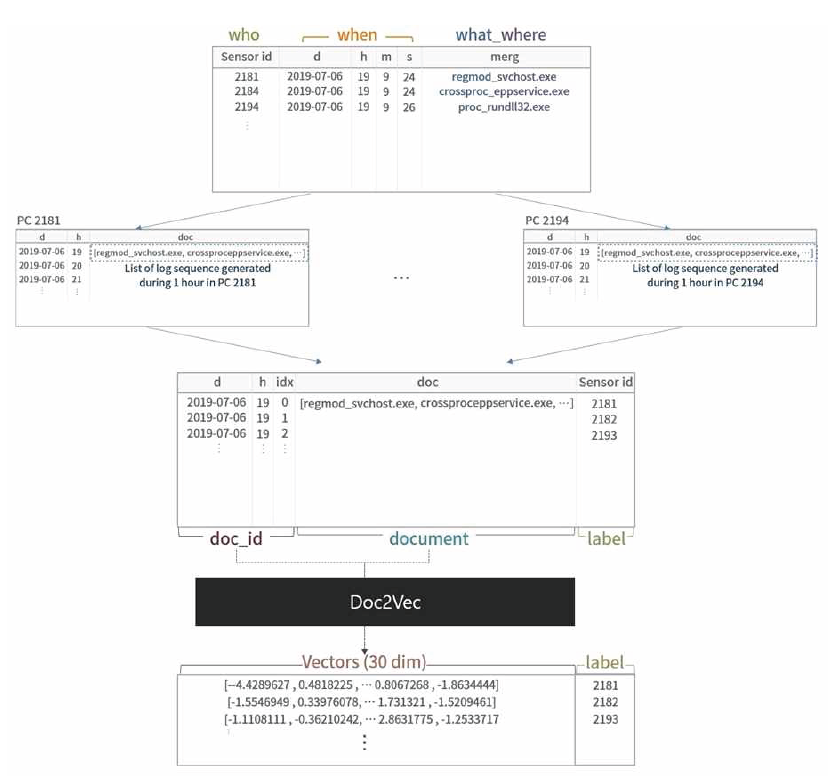 who when what_where
Sensor id d h m s merg
2181 2019-07-06 19 9 24 regmod_svchost.exe
2184 2019-07-06 19 9 24 crossproc_eppservice.exe
2194 2019-07-06 19 9 26 proc_rundll32.exe
⋮
PC 2181
d h doc
2019-07-06 19 [regmod_svchost.exe, crossproceppservice.exe, ⋯]
2019-07-06 20 List of log sequence generated
2019-07-06 21 during 1 hour in PC 2181
⋮ ⋮
...
PC 2194
d h doc
2019-07-06 19 [regmod_svchost.exe, crossproceppservice.exe, ⋯]
2019-07-06 20 List of log sequence generated
2019-07-06 21 during 1 hour in PC 2194
⋮ ⋮
d h idx doc Sensor id
2019-07-06 19 0 [regmod_svchost.exe, crossproceppservice.exe, ⋯] 2181
2019-07-06 19 1 2182
2019-07-06 19 2 2193
⋮ ⋮ ⋮
doc_id document label
Doc2Vec
Vectors (30 dim) label
[-4.4289627 , 0.4818225, ⋯ 0.8067268 , -1.8634444] 2181
[-1.5546949 , 0.33976078, ⋯ 1.731321 , -1.5209461] 2182
[-1.1108111 , -0.36210242, ⋯ 2.8631775 , -1.2533717 2193
⋮